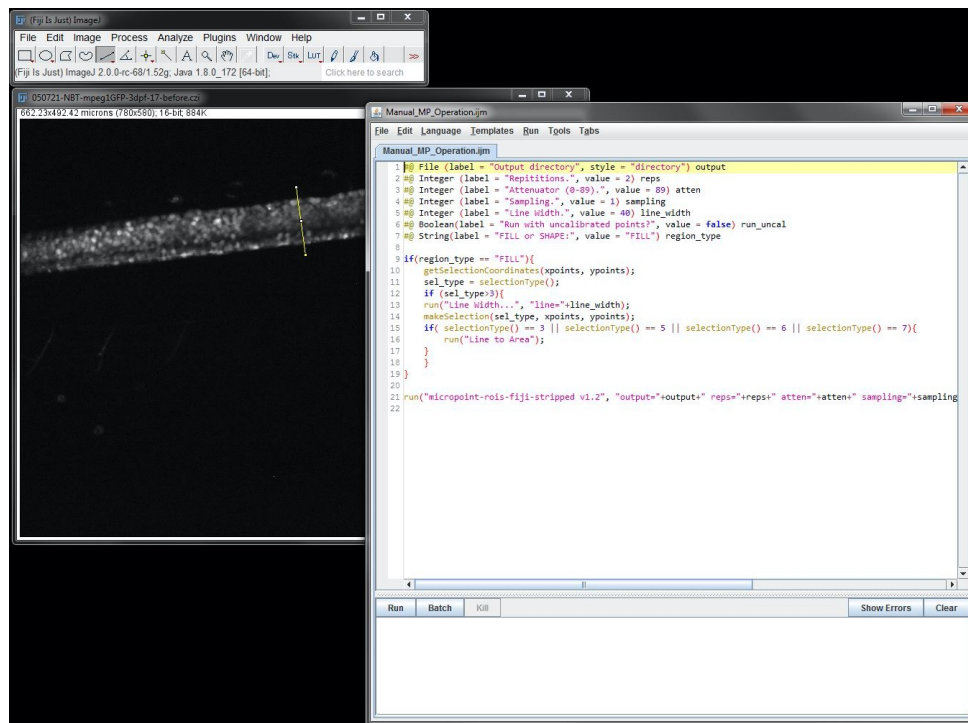 (Fiji Is Just) ImageJ
File Edit Image Process Analyze Plugins Window Help
A Dev Stk LUT >>
(Fiji Is Just) ImageJ 2.0.0-rc-68/1.52g; Java 1.8.0_172 [64-bit];
Click here to search
050721-NBT-mpeg1GFP-3dpf-17-before.czi
662.23x492.42 microns (780x580); 16-bit; 884K
Manual_MP_Operation.ijm
File Edit Language Templates Run Tools Tabs
Manual_MP_Operation.ijm
1 #@ File (label = "Output directory", style = "directory") output
2 #@ Integer (label = "Repititions.", value = 2) reps
3 #@ Integer (label = "Attenuator (0-89).", value = 89) atten
4 #@ Integer (label = "Sampling.", value = 1) sampling
5 #@ Integer (label = "Line Width.", value = 40) line_width
6 #@ Boolean(label = "Run with uncalibrated points?", value = false) run_uncal
7 #@ String(label = "FILL or SHAPE:", value = "FILL") region_type
8
9 if(region_type == "FILL"){
10 getSelectionCoordinates(xpoints, ypoints);
11 sel_type = selectionType();
12 if (sel_type>3){
13 run("Line Width...", "line="+line_width);
14 makeSelection(sel_type, xpoints, ypoints);
15 if( selectionType() == 3 || selectionType() == 5 || selectionType() == 6 || selectionType() == 7){
16 run("Line to Area");
17 }
18 }
19 }
20
21 run("micropoint-rois-fiji-stripped v1.2", "output="+output+" reps="+reps+" atten="+atten+" sampling="+sampling
22
Run Batch Kill Show Errors Clear